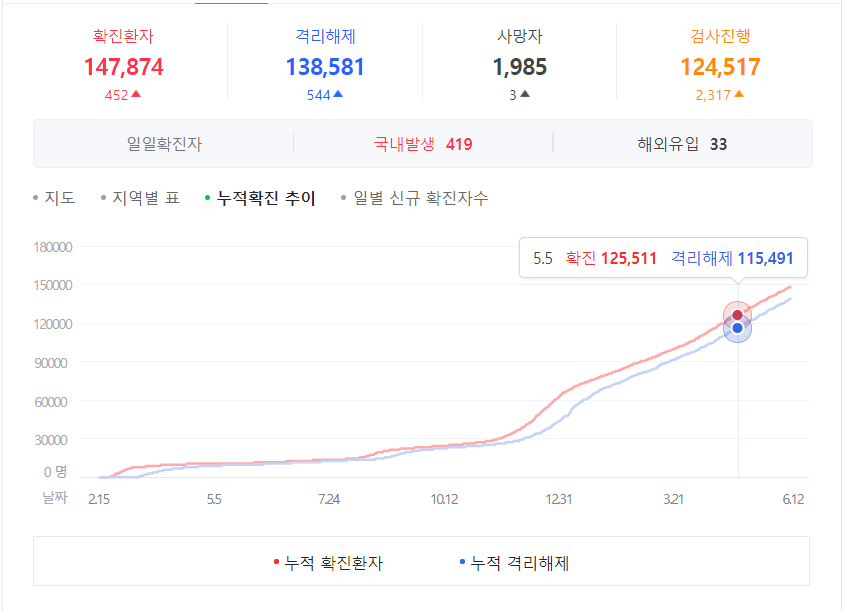 확진환자 격리해제 사망자 검사진행
147,874 138,581 1,985 124,517
452▲ 544▲ 3▲ 2,317▲
일일확진자 국내발생 419 해외유입 33
• 지도 • 지역별 표 • 누적확진 추이 • 일별 신규 확진자수
5.5 확진 125,511 격리해제 115,491
180000
150000
120000
90000
60000
30000
0 명
날짜 2.15 5.5 7.24 10.12 12.31 3.21 6.12
• 누적 확진환자 • 누적 격리해제